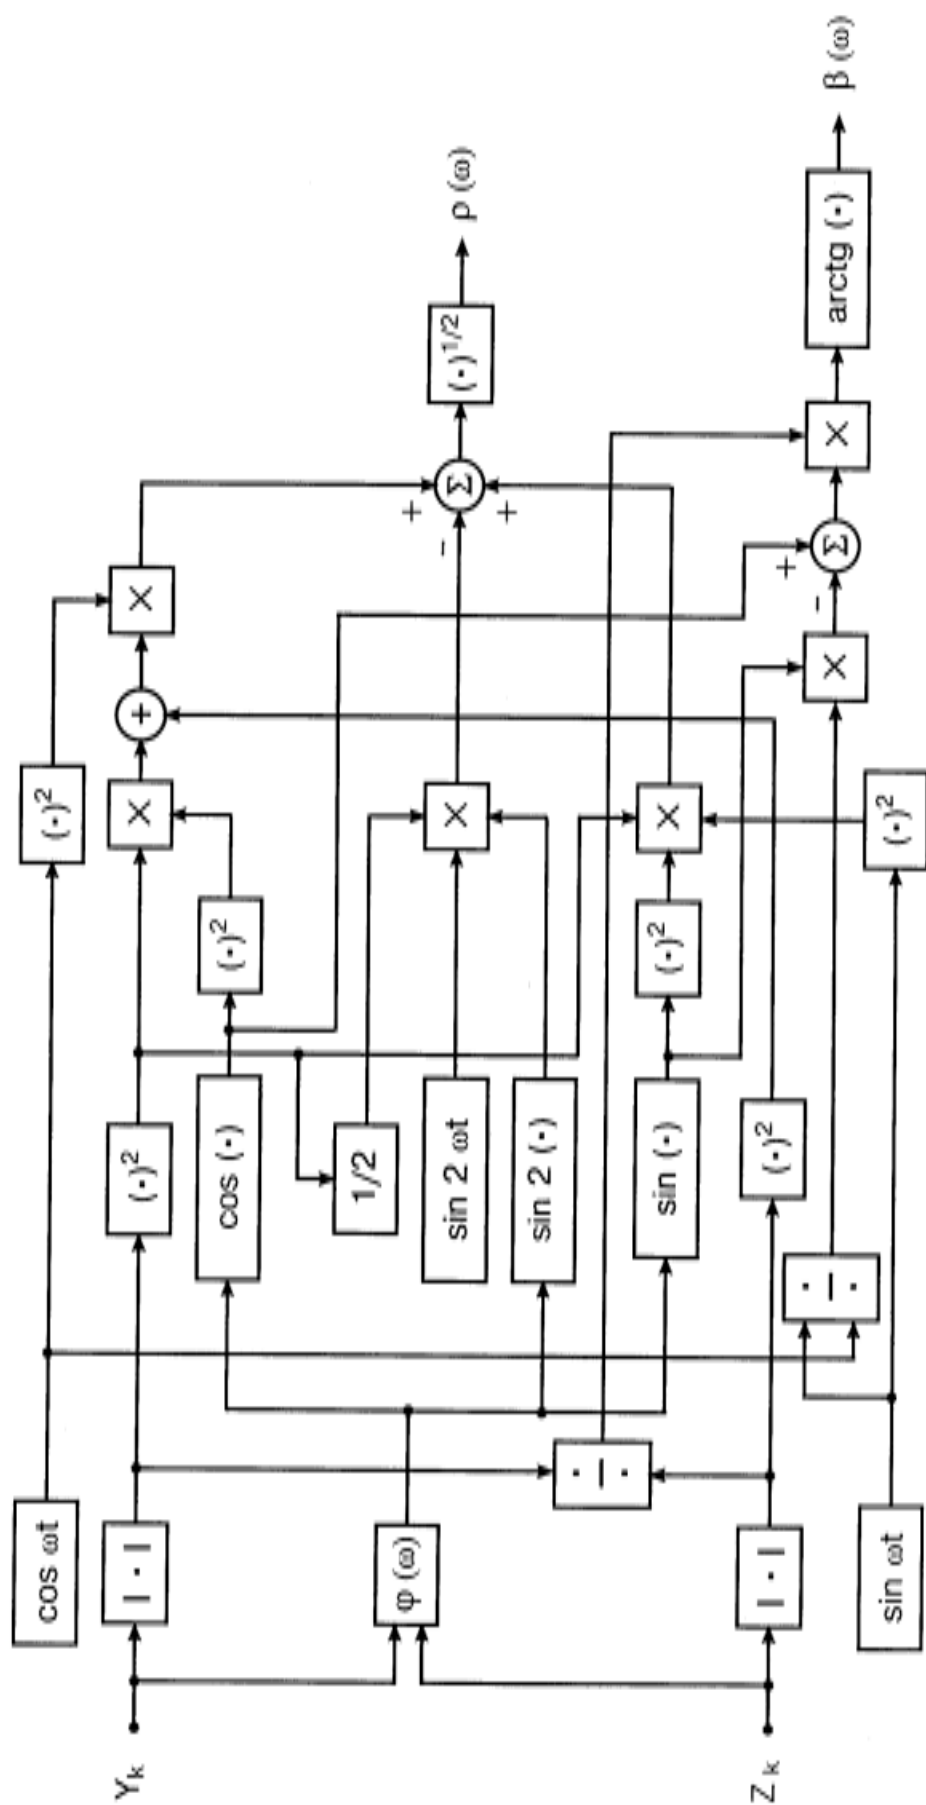 cos ωt
(·)²
×
Y_k
| · |
(·)²
×
+
×
cos (·)
(·)²
1/2
+
φ (ω)
sin 2 ωt
×
−
Σ
(·)^1/2
ρ (ω)
sin 2 (·)
+
÷
sin (·)
(·)²
×
Z_k
| · |
(·)²
+
÷
×
−
Σ
×
arctg (·)
β (ω)
sin ωt
(·)²